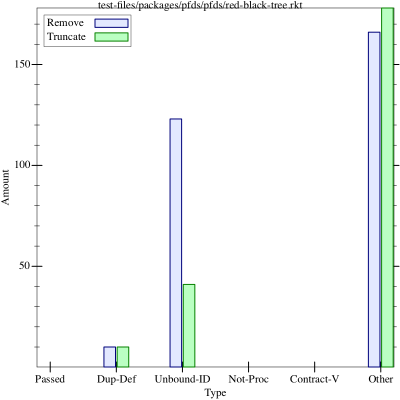 test-files/packages/pfds/pfds/red-black-tree.rkt
Remove
Truncate
150
100
50
Amount
Passed Dup-Def Unbound-ID Not-Proc Contract-V Other
Type